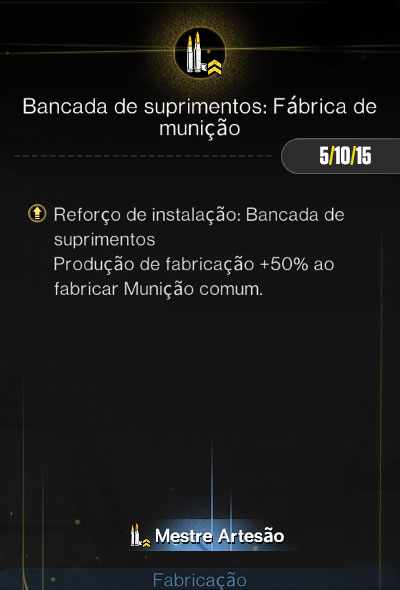 Bancada de suprimentos: Fábrica de
munição
5/10/15
Reforço de instalação: Bancada de
suprimentos
Produção de fabricação +50% ao
fabricar Munição comum.
Mestre Artesão
Fabricação